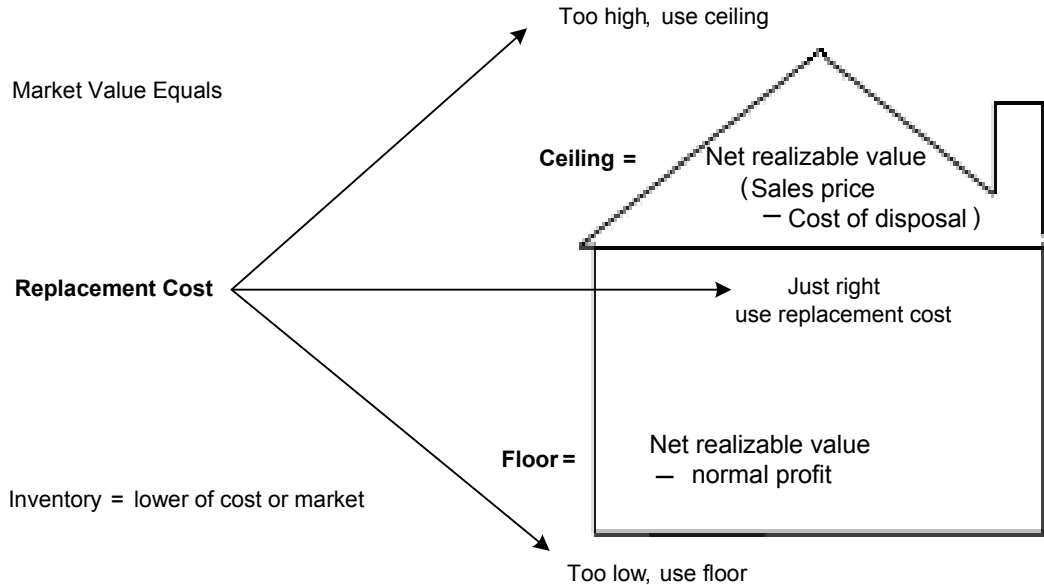 Too high, use ceiling
Market Value Equals
Ceiling = Net realizable value
(Sales price
– Cost of disposal)
Replacement Cost
Just right
use replacement cost
Floor = Net realizable value
– normal profit
Inventory = lower of cost or market
Too low, use floor